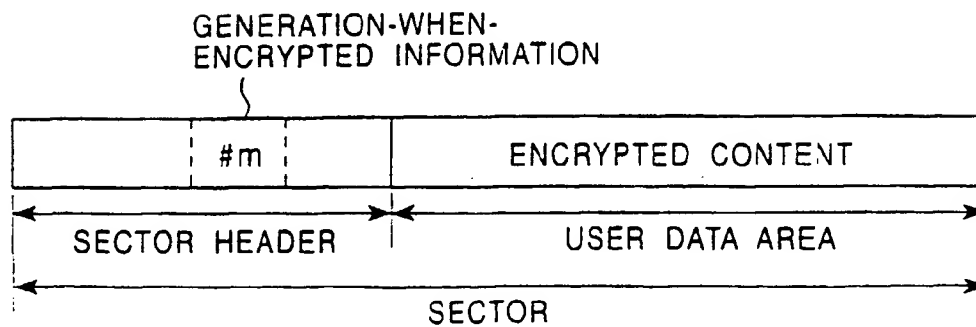 GENERATION-WHEN-
ENCRYPTED INFORMATION
#m
ENCRYPTED CONTENT
SECTOR HEADER
USER DATA AREA
SECTOR